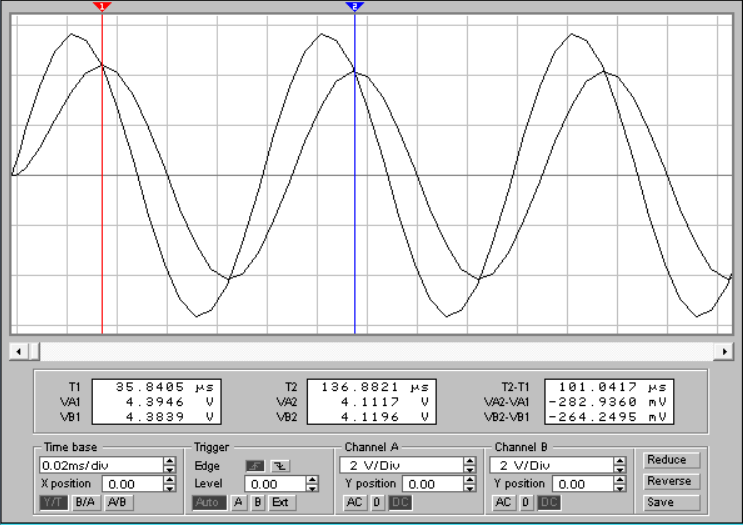 1 2
T1 35.8405 µs T2 136.8821 µs T2-T1 101.0417 µs
VA1 4.3946 V VA2 4.1117 V VA2-VA1 -282.9360 mV
VB1 4.3839 V VB2 4.1196 V VB2-VB1 -264.2495 mV
Time base Trigger Channel A Channel B
0.02ms/div Edge 2 V/Div 2 V/Div Reduce
X position 0.00 Level 0.00 Y position 0.00 Y position 0.00 Reverse
Y/T B/A A/B Auto A B Ext AC 0 DC AC 0 DC Save